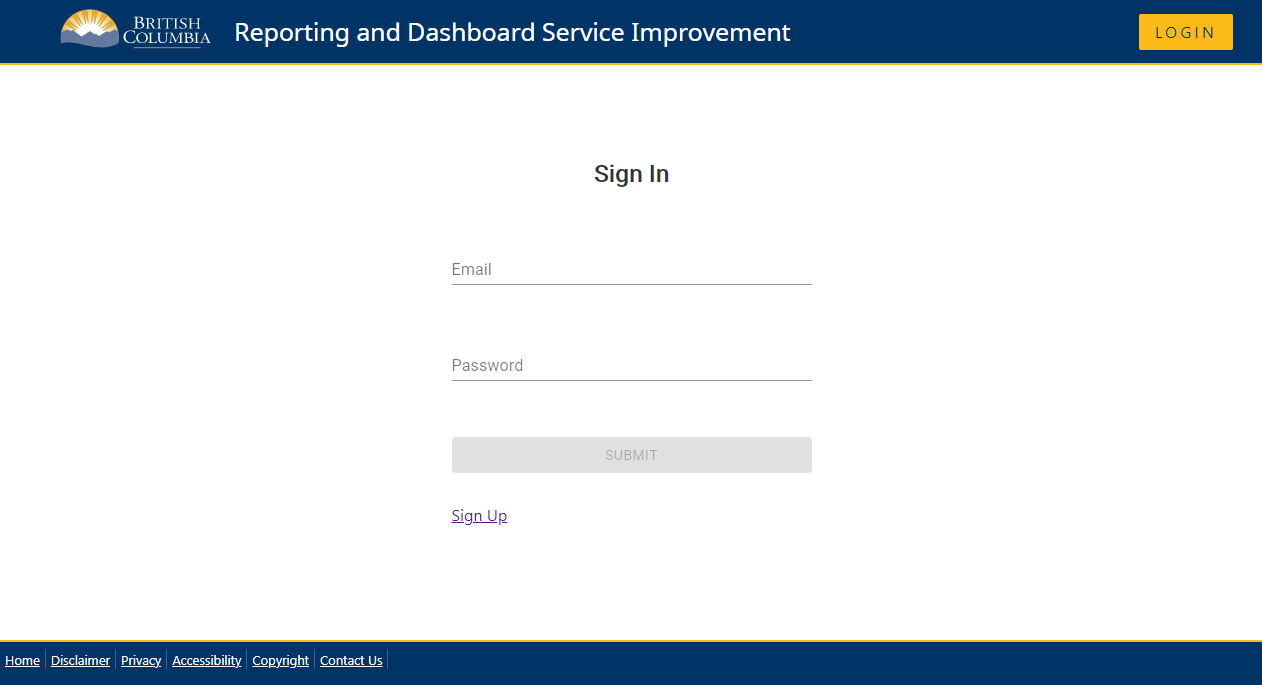 BRITISH
COLUMBIA
Reporting and Dashboard Service Improvement
LOGIN
Sign In
Email
Password
SUBMIT
Sign Up
Home Disclaimer Privacy Accessibility Copyright Contact Us